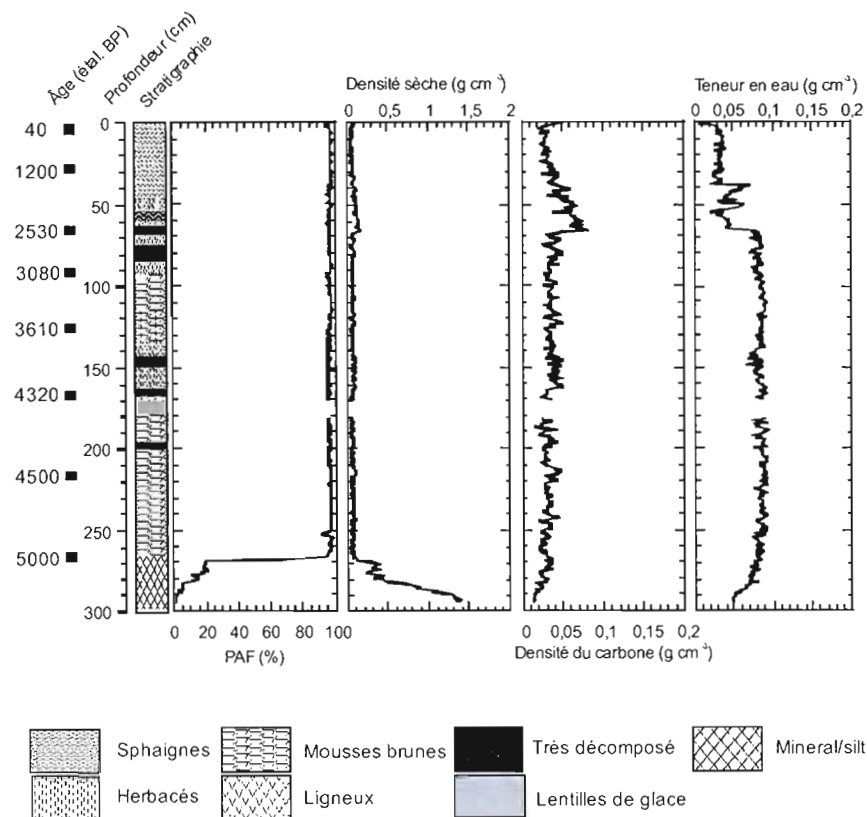 Âge (étal. BP)
Profondeur (cm)
Stratigraphie
Densité sèche (g cm⁻³)
0 0,5 1 1,5 2
Teneur en eau (g cm⁻³)
0 0,05 0,1 0,15 0,2
40
1200
2530
3080
3610
4320
4500
5000
0
50
100
150
200
250
300
0 20 40 60 80 100
PAF (%)
0 0,05 0,1 0,15 0,2
Densité du carbone (g cm⁻³)
Sphaignes
Mousses brunes
Très décomposé
Mineral/silt
Herbacés
Ligneux
Lentilles de glace